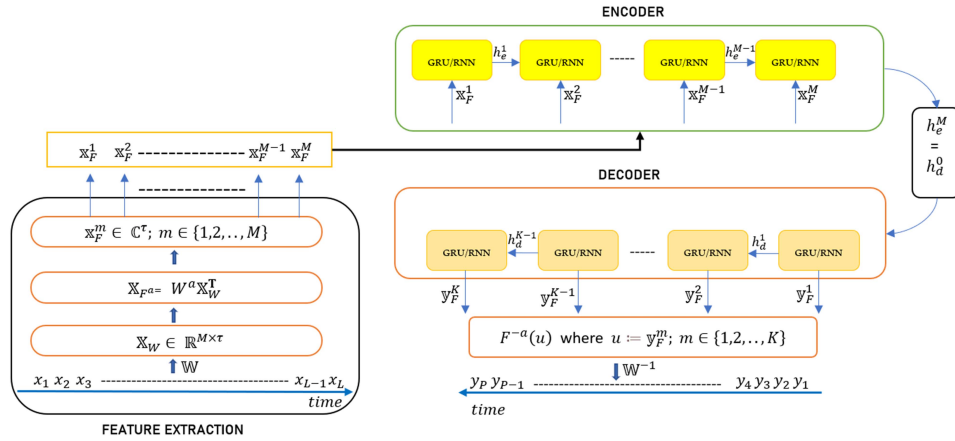 ENCODER
GRU/RNN h_e^1 GRU/RNN ----- GRU/RNN h_e^{M-1} GRU/RNN
𝕩_F^1 𝕩_F^2 𝕩_F^{M-1} 𝕩_F^M
h_e^M
=
h_d^0
𝕩_F^1 𝕩_F^2 ----------------- 𝕩_F^{M-1} 𝕩_F^M
-------------
𝕩_F^m ∈ ℂ^τ; m ∈ {1,2,..,M}
𝕏_{F^a=} W^a𝕏_W^𝐓
𝕏_W ∈ ℝ^{M×τ}
𝕎
x_1 x_2 x_3 ----------------------------- x_{L-1} x_L
time
FEATURE EXTRACTION
DECODER
GRU/RNN h_d^{K-1} GRU/RNN ----- GRU/RNN h_d^1 GRU/RNN
𝕪_F^K 𝕪_F^{K-1} 𝕪_F^2 𝕪_F^1
F^{-a}(u) where u ≔ 𝕪_F^m; m ∈ {1,2,..,K}
𝕎^{-1}
y_P y_{P-1} ----------------------------- y_4 y_3 y_2 y_1
time